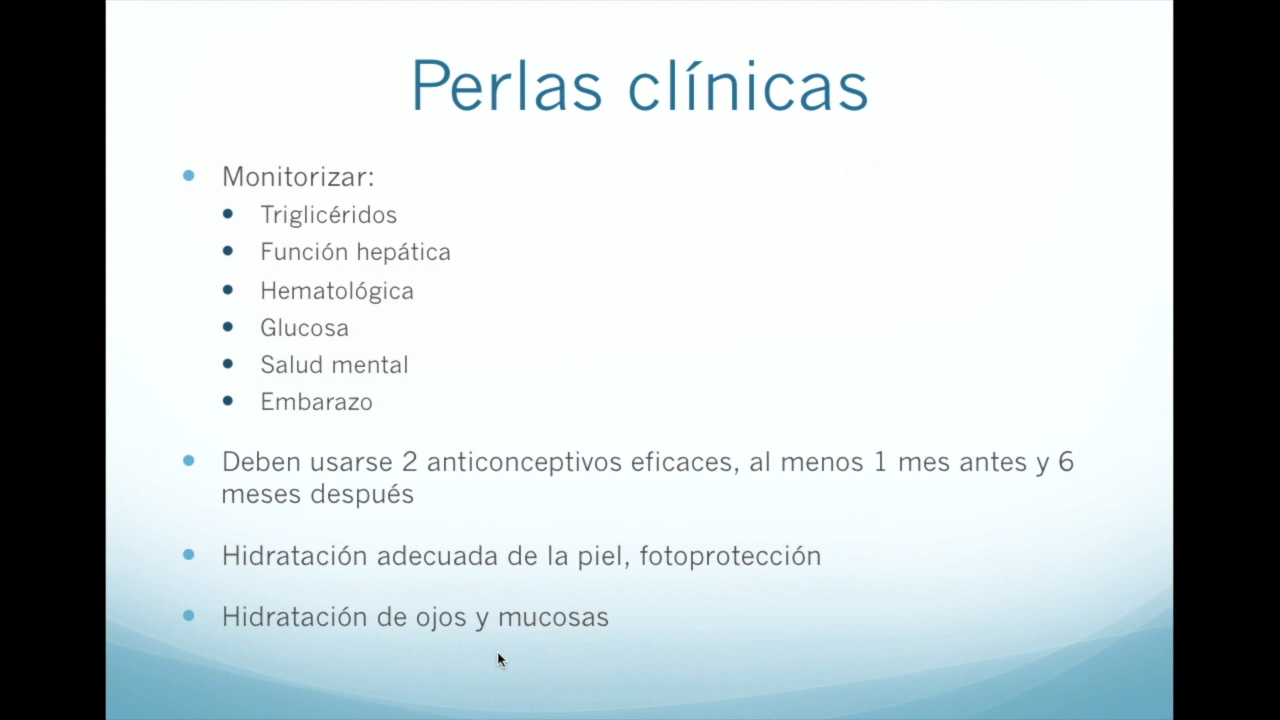 Perlas clínicas
Monitorizar:
Triglicéridos
Función hepática
Hematológica
Glucosa
Salud mental
Embarazo
Deben usarse 2 anticonceptivos eficaces, al menos 1 mes antes y 6
meses después
Hidratación adecuada de la piel, fotoprotección
Hidratación de ojos y mucosas